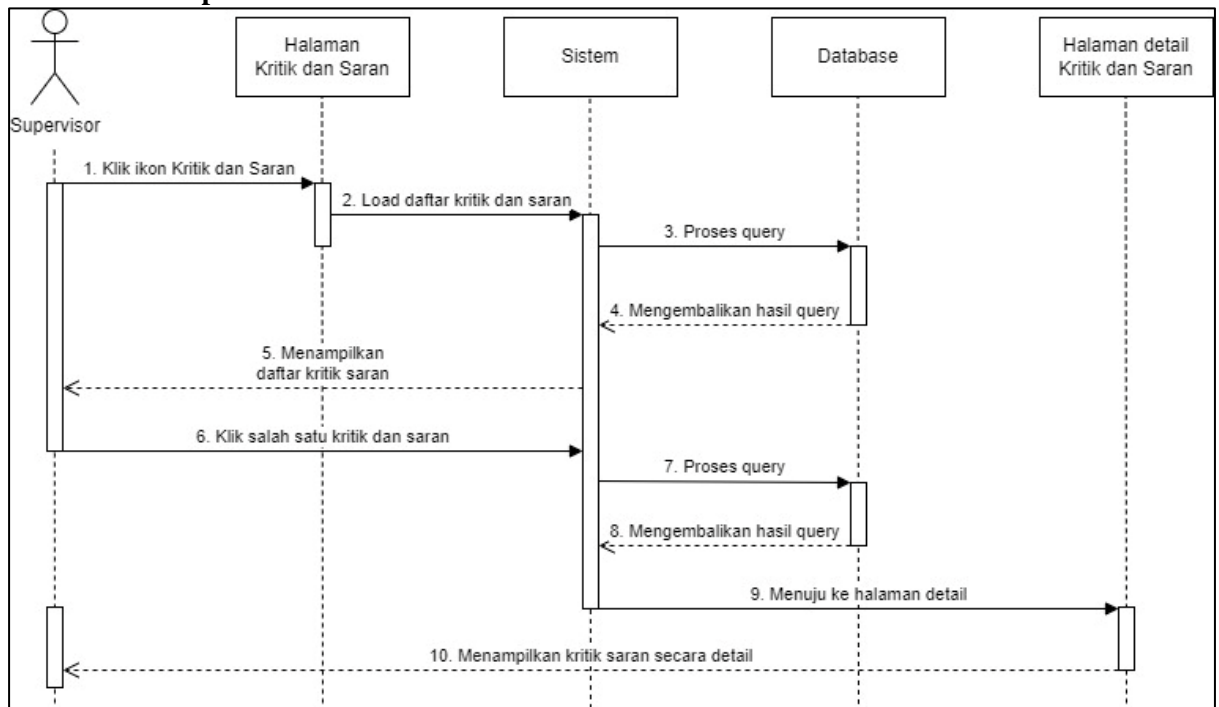 Halaman
Kritik dan Saran
Sistem
Database
Halaman detail
Kritik dan Saran
Supervisor
1. Klik ikon Kritik dan Saran
2. Load daftar kritik dan saran
3. Proses query
4. Mengembalikan hasil query
5. Menampilkan
daftar kritik saran
6. Klik salah satu kritik dan saran
7. Proses query
8. Mengembalikan hasil query
9. Menuju ke halaman detail
10. Menampilkan kritik saran secara detail